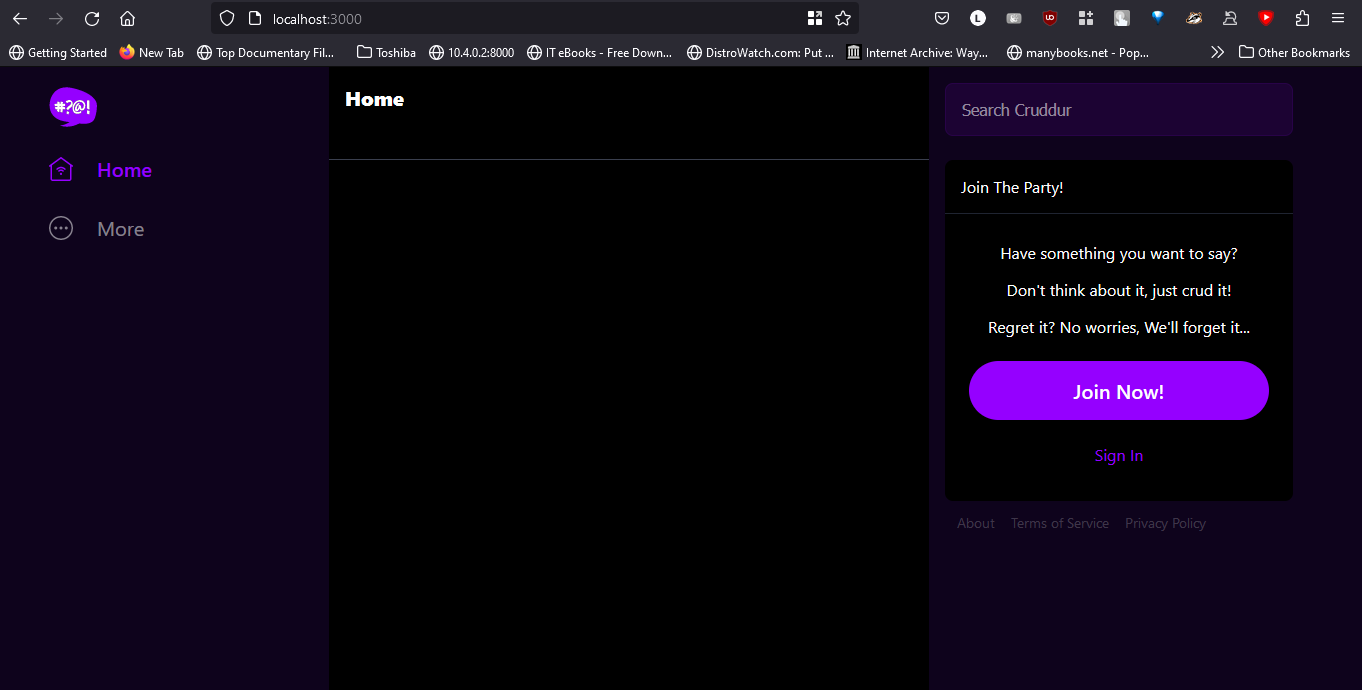 localhost:3000
L
UD
Getting Started
New Tab
Top Documentary Fil...
Toshiba
10.4.0.2:8000
IT eBooks - Free Down...
DistroWatch.com: Put ...
Internet Archive: Way...
manybooks.net - Pop...
Other Bookmarks
#?@!
Home
More
Home
Search Cruddur
Join The Party!
Have something you want to say?
Don't think about it, just crud it!
Regret it? No worries, We'll forget it...
Join Now!
Sign In
About Terms of Service Privacy Policy